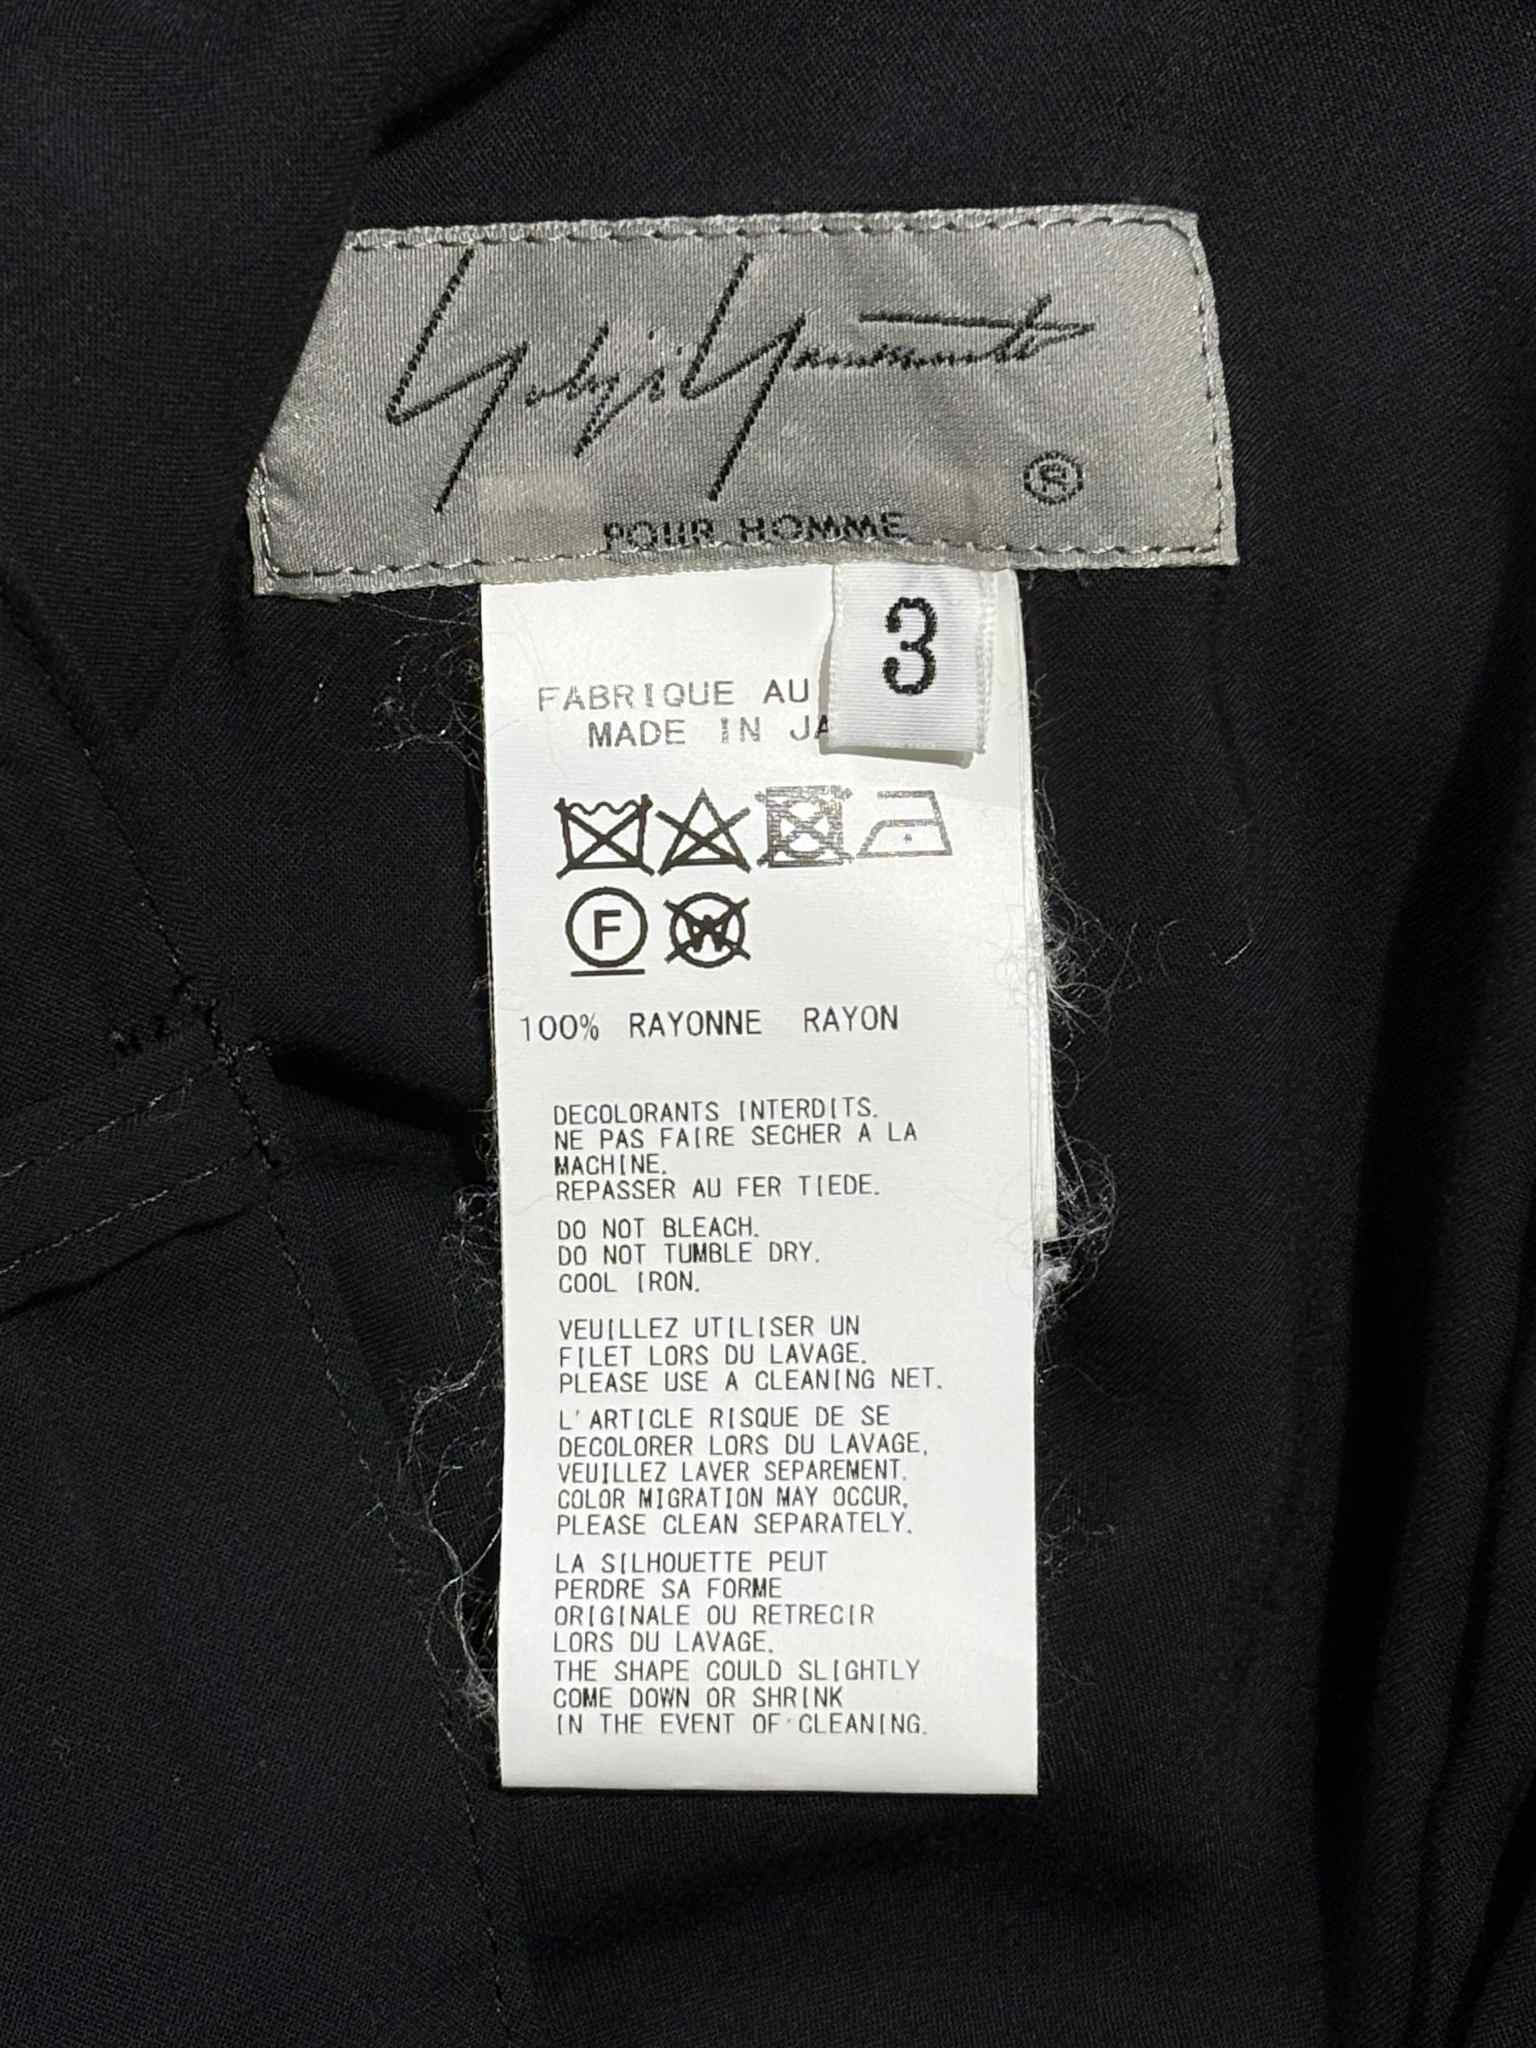 Yohji Yamamoto
®
POUR HOMME
3
FABRIQUE AU
MADE IN JA
F
W
100% RAYONNE RAYON
DECOLORANTS INTERDITS.
NE PAS FAIRE SECHER A LA
MACHINE.
REPASSER AU FER TIEDE.
DO NOT BLEACH.
DO NOT TUMBLE DRY.
COOL IRON.
VEUILLEZ UTILISER UN
FILET LORS DU LAVAGE.
PLEASE USE A CLEANING NET.
L'ARTICLE RISQUE DE SE
DECOLORER LORS DU LAVAGE,
VEUILLEZ LAVER SEPAREMENT.
COLOR MIGRATION MAY OCCUR,
PLEASE CLEAN SEPARATELY.
LA SILHOUETTE PEUT
PERDRE SA FORME
ORIGINALE OU RETRECIR
LORS DU LAVAGE.
THE SHAPE COULD SLIGHTLY
COME DOWN OR SHRINK
IN THE EVENT OF CLEANING.